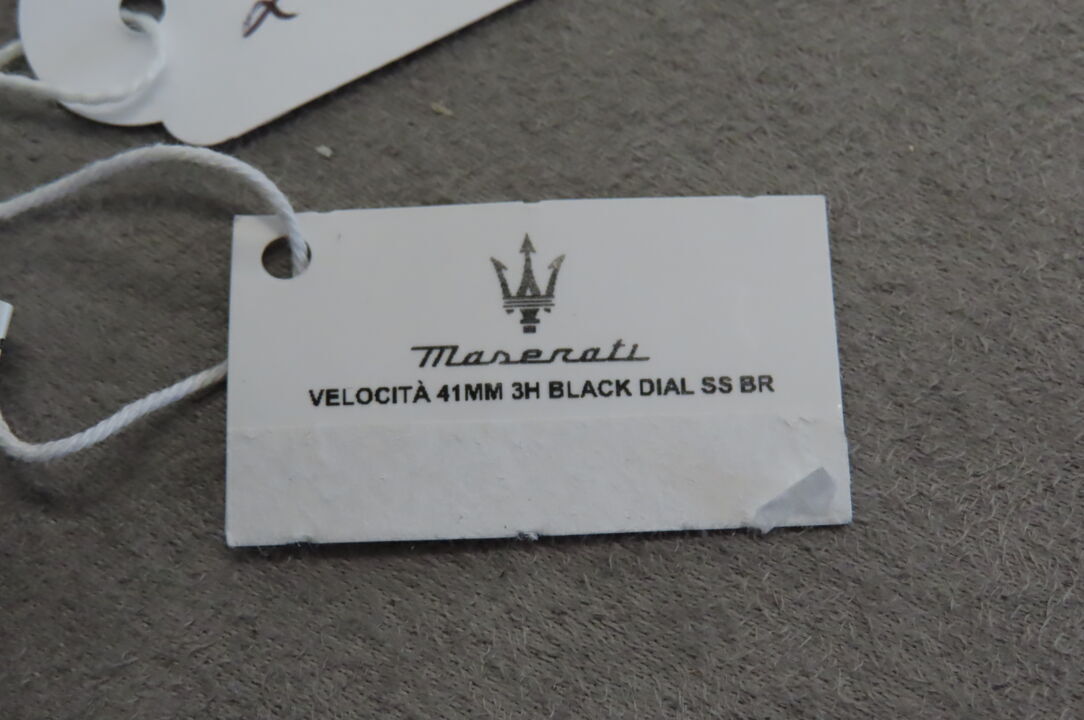 Maserati
VELOCITÀ 41MM 3H BLACK DIAL SS BR